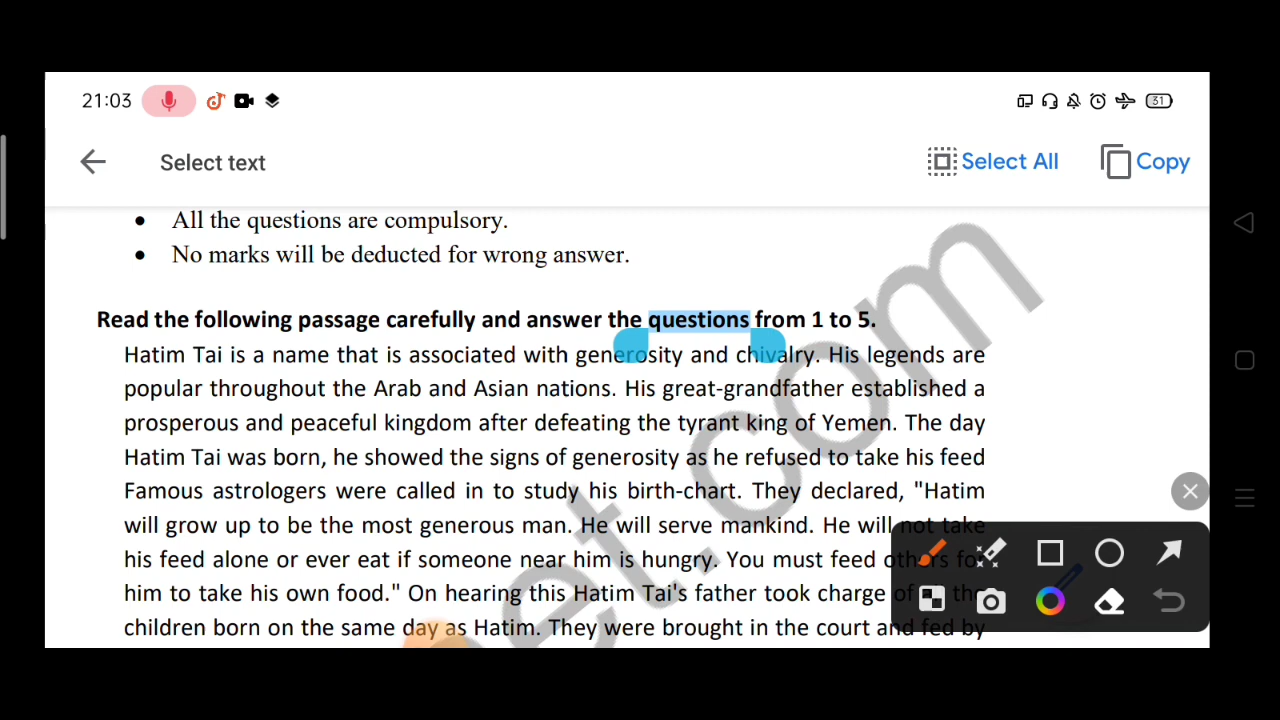 21:03
31
Select text
Select All
Copy
• All the questions are compulsory.
• No marks will be deducted for wrong answer.
Read the following passage carefully and answer the questions from 1 to 5.
Hatim Tai is a name that is associated with generosity and chivalry. His legends are
popular throughout the Arab and Asian nations. His great-grandfather established a
prosperous and peaceful kingdom after defeating the tyrant king of Yemen. The day
Hatim Tai was born, he showed the signs of generosity as he refused to take his feed
Famous astrologers were called in to study his birth-chart. They declared, "Hatim
will grow up to be the most generous man. He will serve mankind. He will not take
his feed alone or ever eat if someone near him is hungry. You must feed others for
him to take his own food." On hearing this Hatim Tai's father took charge of
children born on the same day as Hatim. They were brought in the court and fed by
et.com